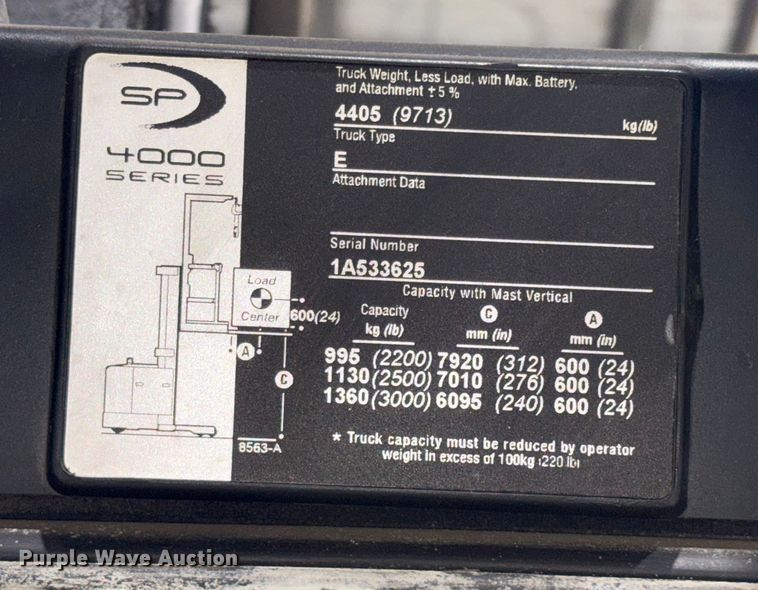 SP
4000
SERIES
Load
Center
600(24)
A
C
8563-A
Truck Weight, Less Load, with Max. Battery,
and Attachment ±5 %
4405 (9713) kg(lb)
Truck Type
E
Attachment Data
Serial Number
1A533625
Capacity with Mast Vertical
Capacity C A
kg (lb) mm (in) mm (in)
995 (2200) 7920 (312) 600 (24)
1130 (2500) 7010 (276) 600 (24)
1360 (3000) 6095 (240) 600 (24)
* Truck capacity must be reduced by operator
weight in excess of 100kg (220 lb)
Purple Wave Auction